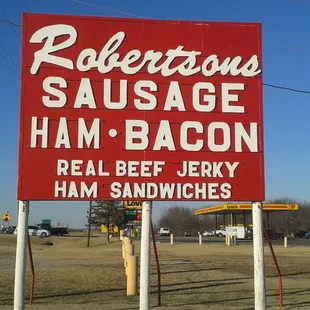 Robertsons
SAUSAGE
HAM • BACON
REAL BEEF JERKY
HAM SANDWICHES